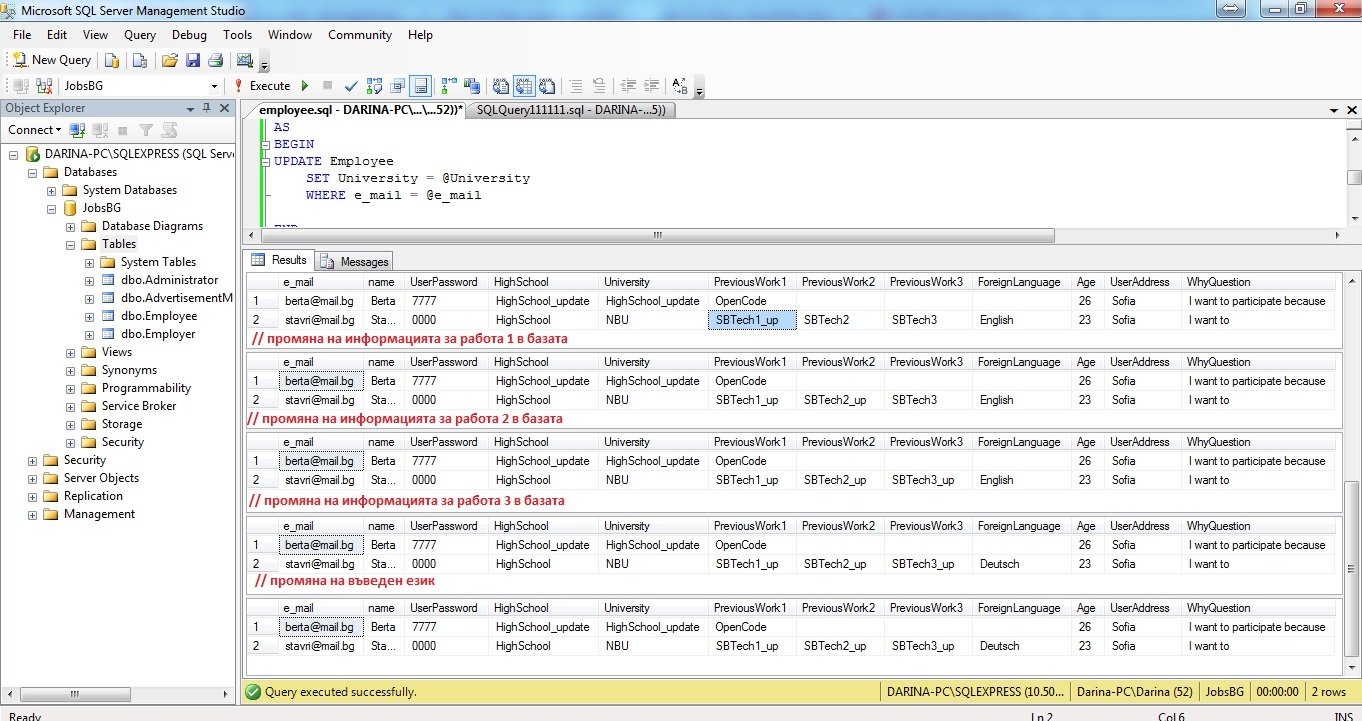 Microsoft SQL Server Management Studio
File Edit View Query Debug Tools Window Community Help
New Query
JobsBG Execute
Object Explorer
Connect
DARINA-PC\SQLEXPRESS (SQL Serve
Databases
System Databases
JobsBG
Database Diagrams
Tables
System Tables
dbo.Administrator
dbo.AdvertisementM
dbo.Employee
dbo.Employer
Views
Synonyms
Programmability
Service Broker
Storage
Security
Security
Server Objects
Replication
Management
employee.sql - DARINA-PC\...\...52))* SQLQuery111111.sql - DARINA-...5))
AS
BEGIN
UPDATE Employee
SET University = @University
WHERE e_mail = @e_mail
END
Results Messages
e_mail name UserPassword HighSchool University PreviousWork1 PreviousWork2 PreviousWork3 ForeignLanguage Age UserAddress WhyQuestion
1 berta@mail.bg Berta 7777 HighSchool_update HighSchool_update OpenCode 26 Sofia I want to participate because
2 stavri@mail.bg Sta... 0000 HighSchool NBU SBTech1_up SBTech2 SBTech3 English 23 Sofia I want to
// промяна на информацията за работа 1 в базата
e_mail name UserPassword HighSchool University PreviousWork1 PreviousWork2 PreviousWork3 ForeignLanguage Age UserAddress WhyQuestion
1 berta@mail.bg Berta 7777 HighSchool_update HighSchool_update OpenCode 26 Sofia I want to participate because
2 stavri@mail.bg Sta... 0000 HighSchool NBU SBTech1_up SBTech2_up SBTech3 English 23 Sofia I want to
// промяна на информацията за работа 2 в базата
e_mail name UserPassword HighSchool University PreviousWork1 PreviousWork2 PreviousWork3 ForeignLanguage Age UserAddress WhyQuestion
1 berta@mail.bg Berta 7777 HighSchool_update HighSchool_update OpenCode 26 Sofia I want to participate because
2 stavri@mail.bg Sta... 0000 HighSchool NBU SBTech1_up SBTech2_up SBTech3_up English 23 Sofia I want to
// промяна на информацията за работа 3 в базата
e_mail name UserPassword HighSchool University PreviousWork1 PreviousWork2 PreviousWork3 ForeignLanguage Age UserAddress WhyQuestion
1 berta@mail.bg Berta 7777 HighSchool_update HighSchool_update OpenCode 26 Sofia I want to participate because
2 stavri@mail.bg Sta... 0000 HighSchool NBU SBTech1_up SBTech2_up SBTech3_up Deutsch 23 Sofia I want to
// промяна на въведен език
e_mail name UserPassword HighSchool University PreviousWork1 PreviousWork2 PreviousWork3 ForeignLanguage Age UserAddress WhyQuestion
1 berta@mail.bg Berta 7777 HighSchool_update HighSchool_update OpenCode 26 Sofia I want to participate because
2 stavri@mail.bg Sta... 0000 HighSchool NBU SBTech1_up SBTech2_up SBTech3_up Deutsch 23 Sofia I want to
Query executed successfully. DARINA-PC\SQLEXPRESS (10.50... Darina-PC\Darina (52) JobsBG 00:00:00 2 rows
Ready Ln 2 Col 6 INS